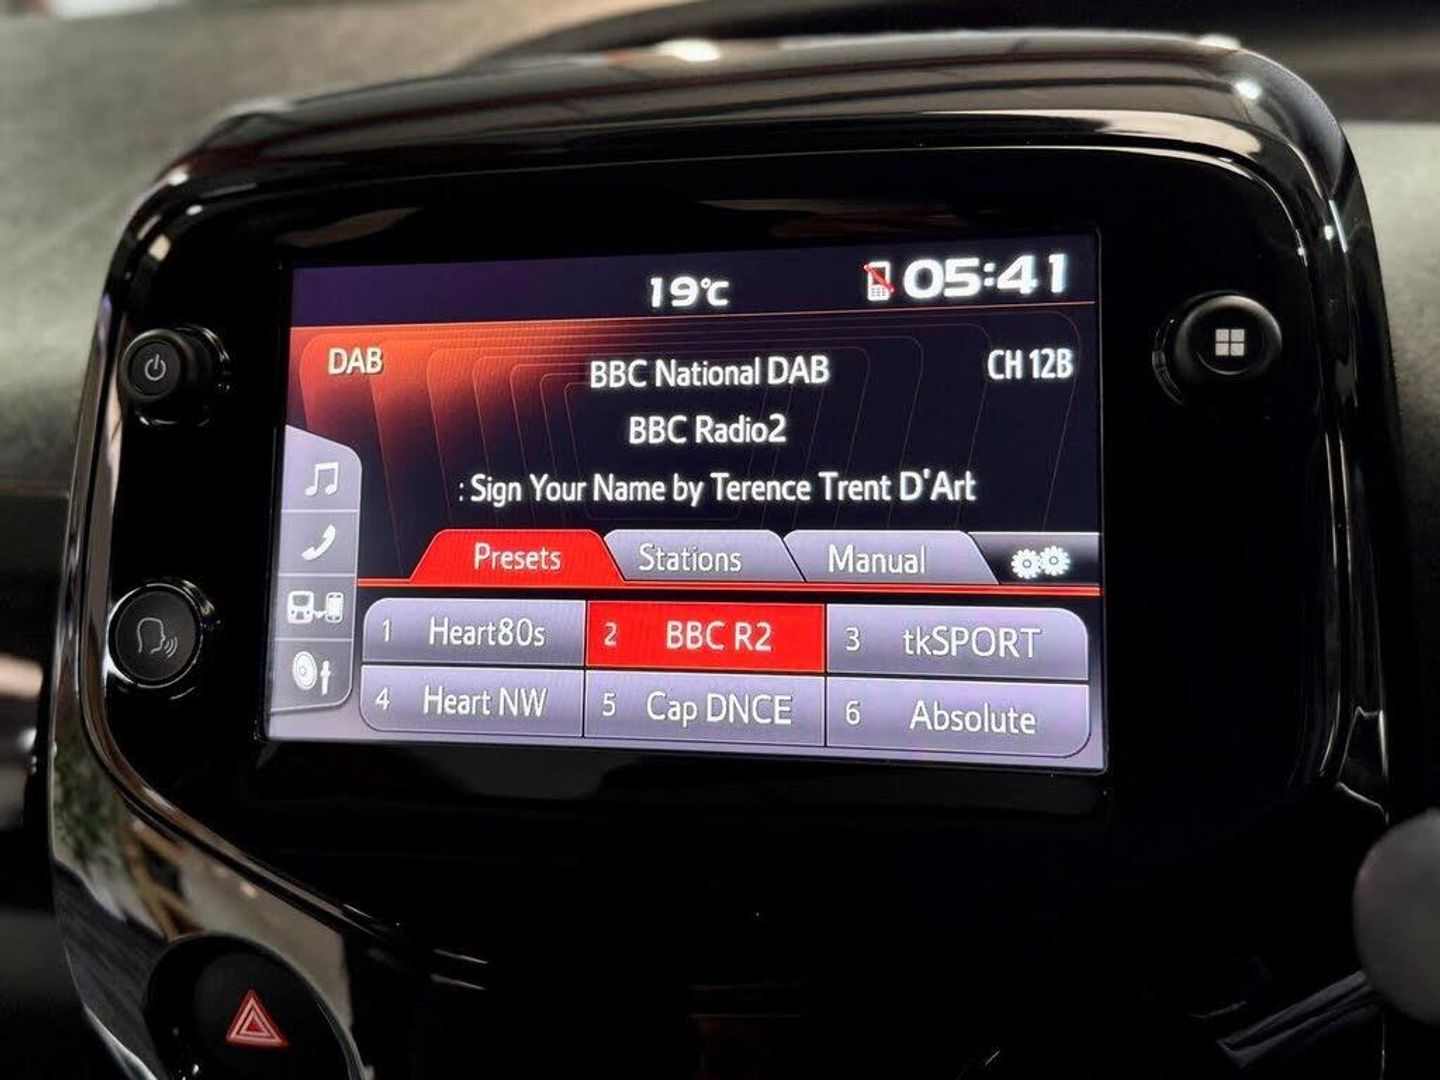 19°C 05:41
DAB BBC National DAB CH 12B
BBC Radio2
: Sign Your Name by Terence Trent D'Art
Presets Stations Manual
1 Heart80s 2 BBC R2 3 tkSPORT
4 Heart NW 5 Cap DNCE 6 Absolute